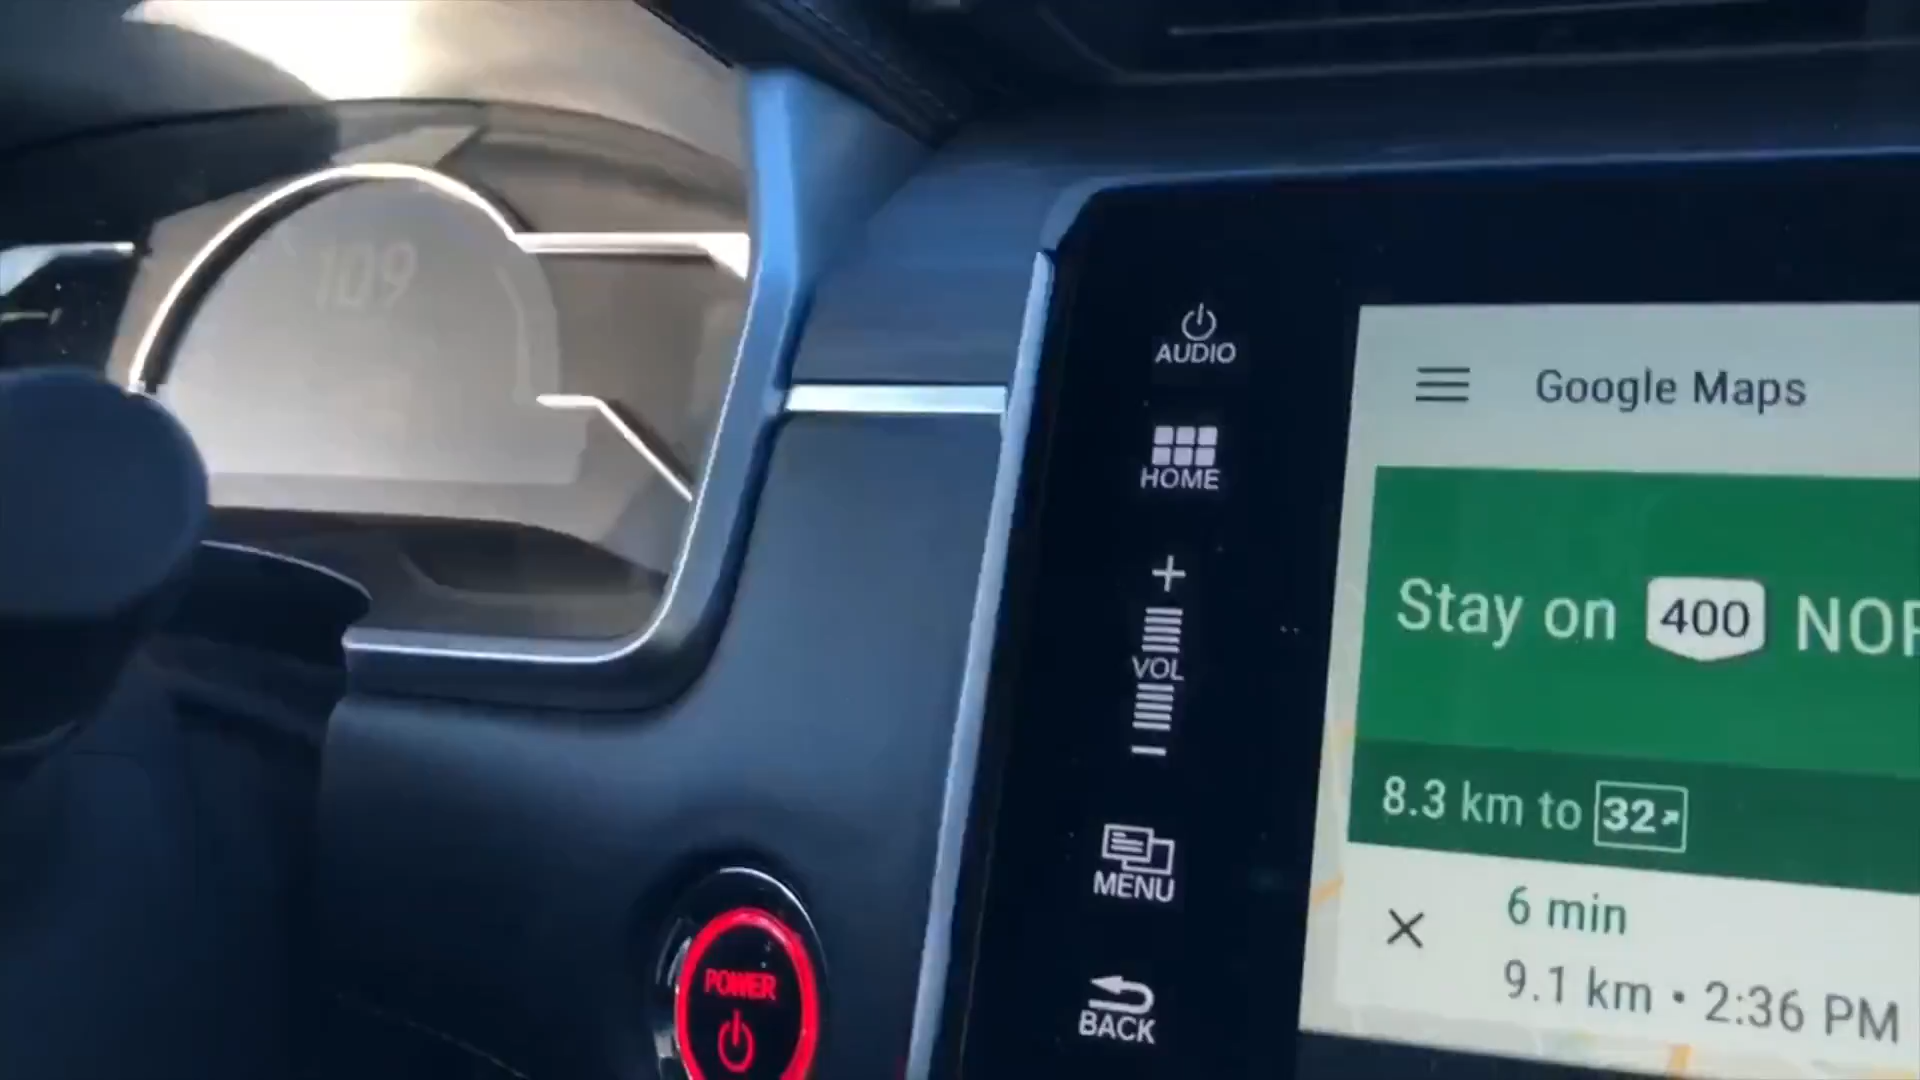 109
AUDIO
HOME
+
VOL
−
MENU
BACK
POWER
Google Maps
Stay on 400 NOR
8.3 km to 32
6 min
9.1 km • 2:36 PM